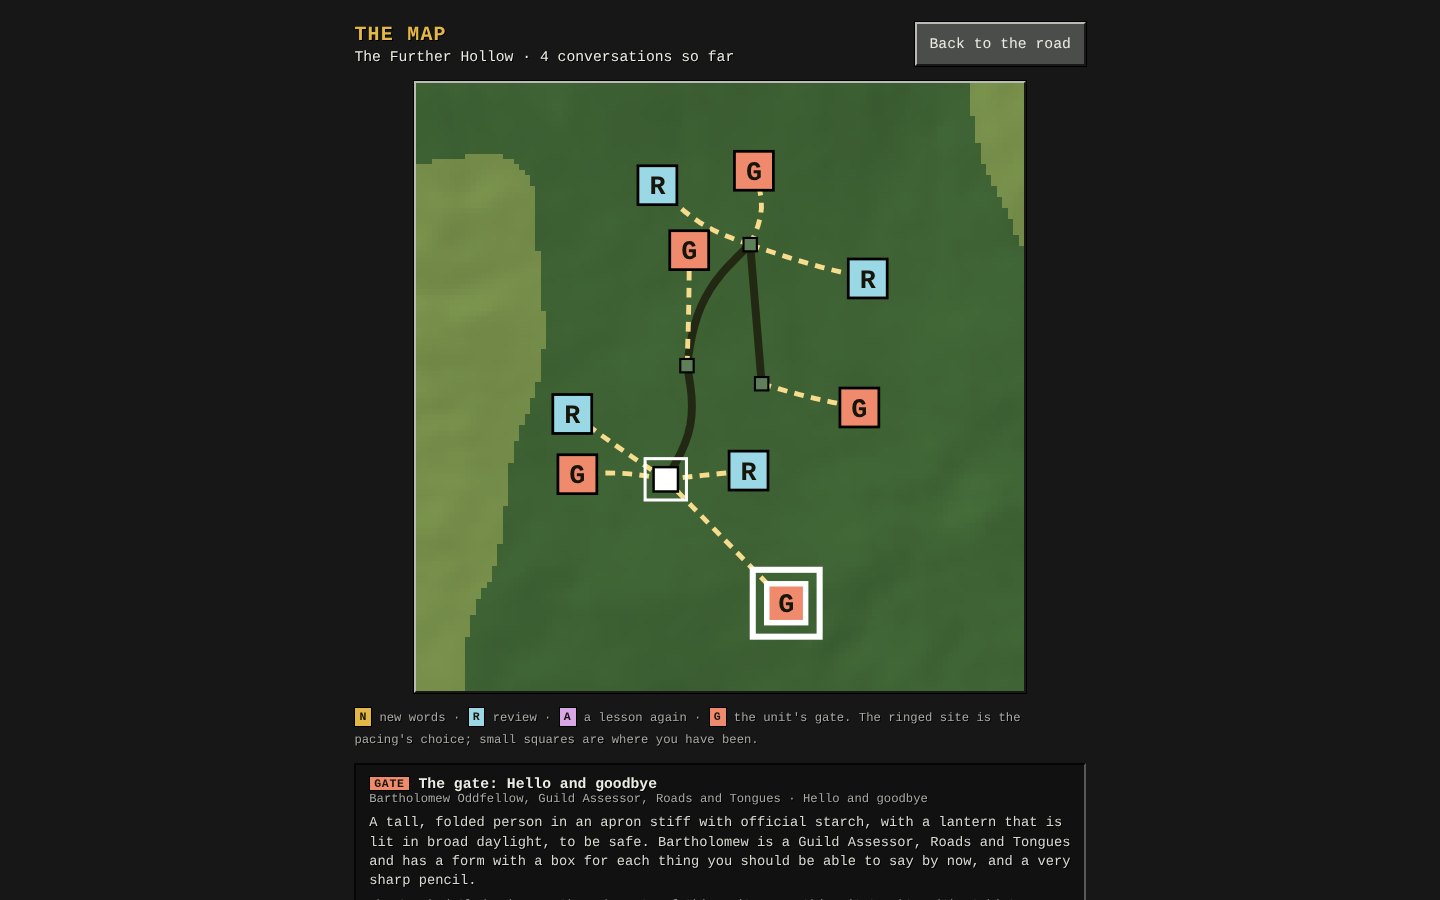 THE MAP
The Further Hollow · 4 conversations so far
Back to the road
G
R
G
R
G
R
R
G
G
N new words · R review · A a lesson again · G the unit's gate. The ringed site is the
pacing's choice; small squares are where you have been.
GATE The gate: Hello and goodbye
Bartholomew Oddfellow, Guild Assessor, Roads and Tongues · Hello and goodbye
A tall, folded person in an apron stiff with official starch, with a lantern that is
lit in broad daylight, to be safe. Bartholomew is a Guild Assessor, Roads and Tongues
and has a form with a box for each thing you should be able to say by now, and a very
sharp pencil.